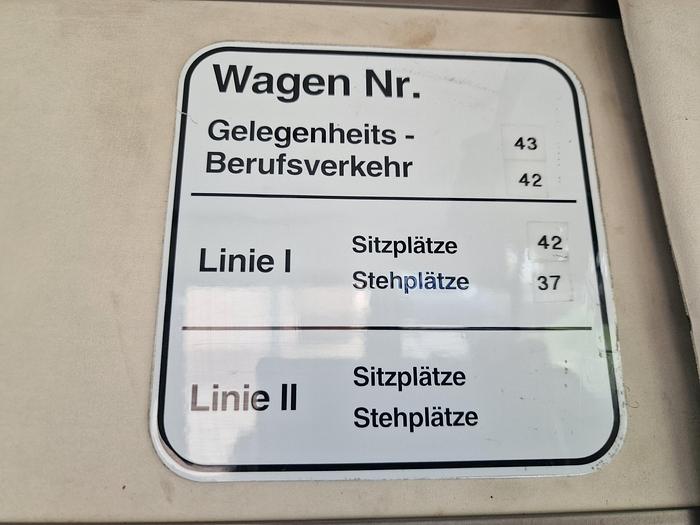 Wagen Nr.
Gelegenheits - 43
Berufsverkehr 42
Linie I
Sitzplätze 42
Stehplätze 37
Linie II
Sitzplätze
Stehplätze